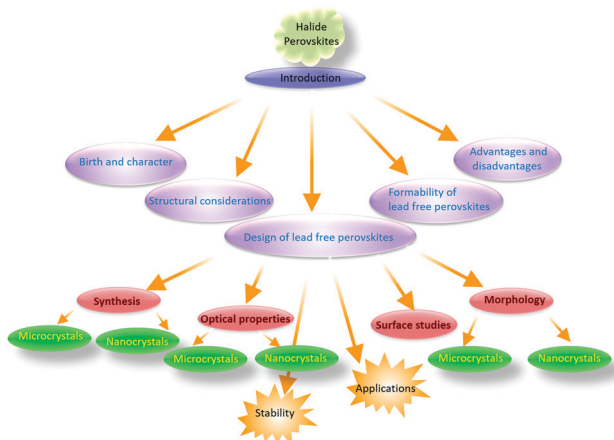 Halide
Perovskites
Introduction
Birth and character
Advantages and
disadvantages
Structural considerations
Formability of
lead free perovskites
Design of lead free perovskites
Synthesis
Optical properties
Surface studies
Morphology
Microcrystals
Nanocrystals
Microcrystals
Nanocrystals
Microcrystals
Nanocrystals
Stability
Applications